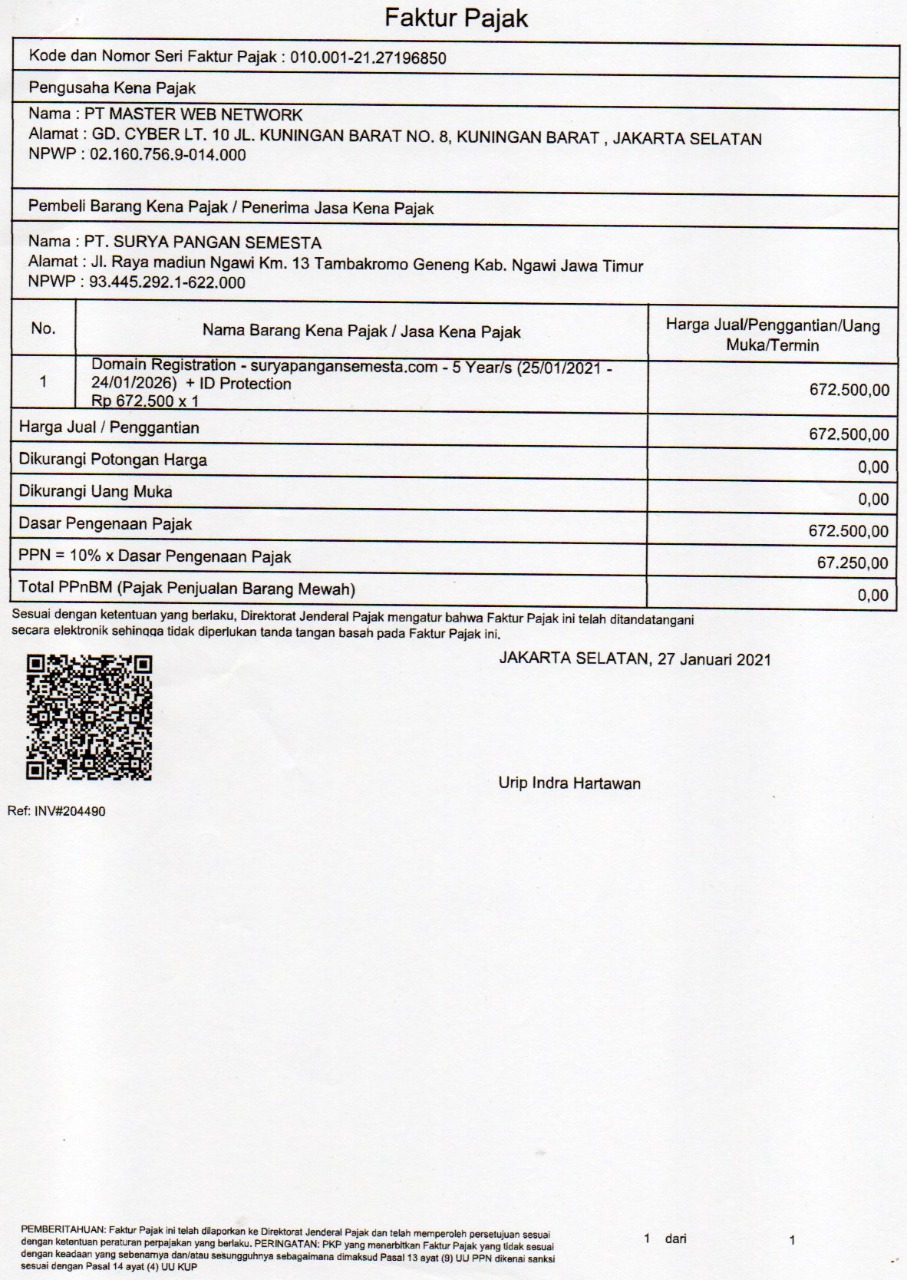 Faktur Pajak
Kode dan Nomor Seri Faktur Pajak : 010.001-21.27196850
Pengusaha Kena Pajak
Nama : PT MASTER WEB NETWORK
Alamat : GD. CYBER LT. 10 JL. KUNINGAN BARAT NO. 8, KUNINGAN BARAT , JAKARTA SELATAN
NPWP : 02.160.756.9-014.000
Pembeli Barang Kena Pajak / Penerima Jasa Kena Pajak
Nama : PT. SURYA PANGAN SEMESTA
Alamat : Jl. Raya madiun Ngawi Km. 13 Tambakromo Geneng Kab. Ngawi Jawa Timur
NPWP : 93.445.292.1-622.000
No.
Nama Barang Kena Pajak / Jasa Kena Pajak
Harga Jual/Penggantian/Uang
Muka/Termin
1
Domain Registration - suryapangansemesta.com - 5 Year/s (25/01/2021 -
24/01/2026) + ID Protection
Rp 672.500 x 1
672.500,00
Harga Jual / Penggantian
672.500,00
Dikurangi Potongan Harga
0,00
Dikurangi Uang Muka
0,00
Dasar Pengenaan Pajak
672.500,00
PPN = 10% x Dasar Pengenaan Pajak
67.250,00
Total PPnBM (Pajak Penjualan Barang Mewah)
0,00
Sesuai dengan ketentuan yang berlaku, Direktorat Jenderal Pajak mengatur bahwa Faktur Pajak ini telah ditandatangani
secara elektronik sehingga tidak diperlukan tanda tangan basah pada Faktur Pajak ini.
JAKARTA SELATAN, 27 Januari 2021
Urip Indra Hartawan
Ref: INV#204490
PEMBERITAHUAN: Faktur Pajak ini telah dilaporkan ke Direktorat Jenderal Pajak dan telah memperoleh persetujuan sesuai
dengan ketentuan peraturan perpajakan yang berlaku. PERINGATAN: PKP yang menerbitkan Faktur Pajak yang tidak sesuai
dengan keadaan yang sebenarnya dan/atau sesungguhnya sebagaimana dimaksud Pasal 13 ayat (9) UU PPN dikenai sanksi
sesuai dengan Pasal 14 ayat (4) UU KUP
1 dari 1